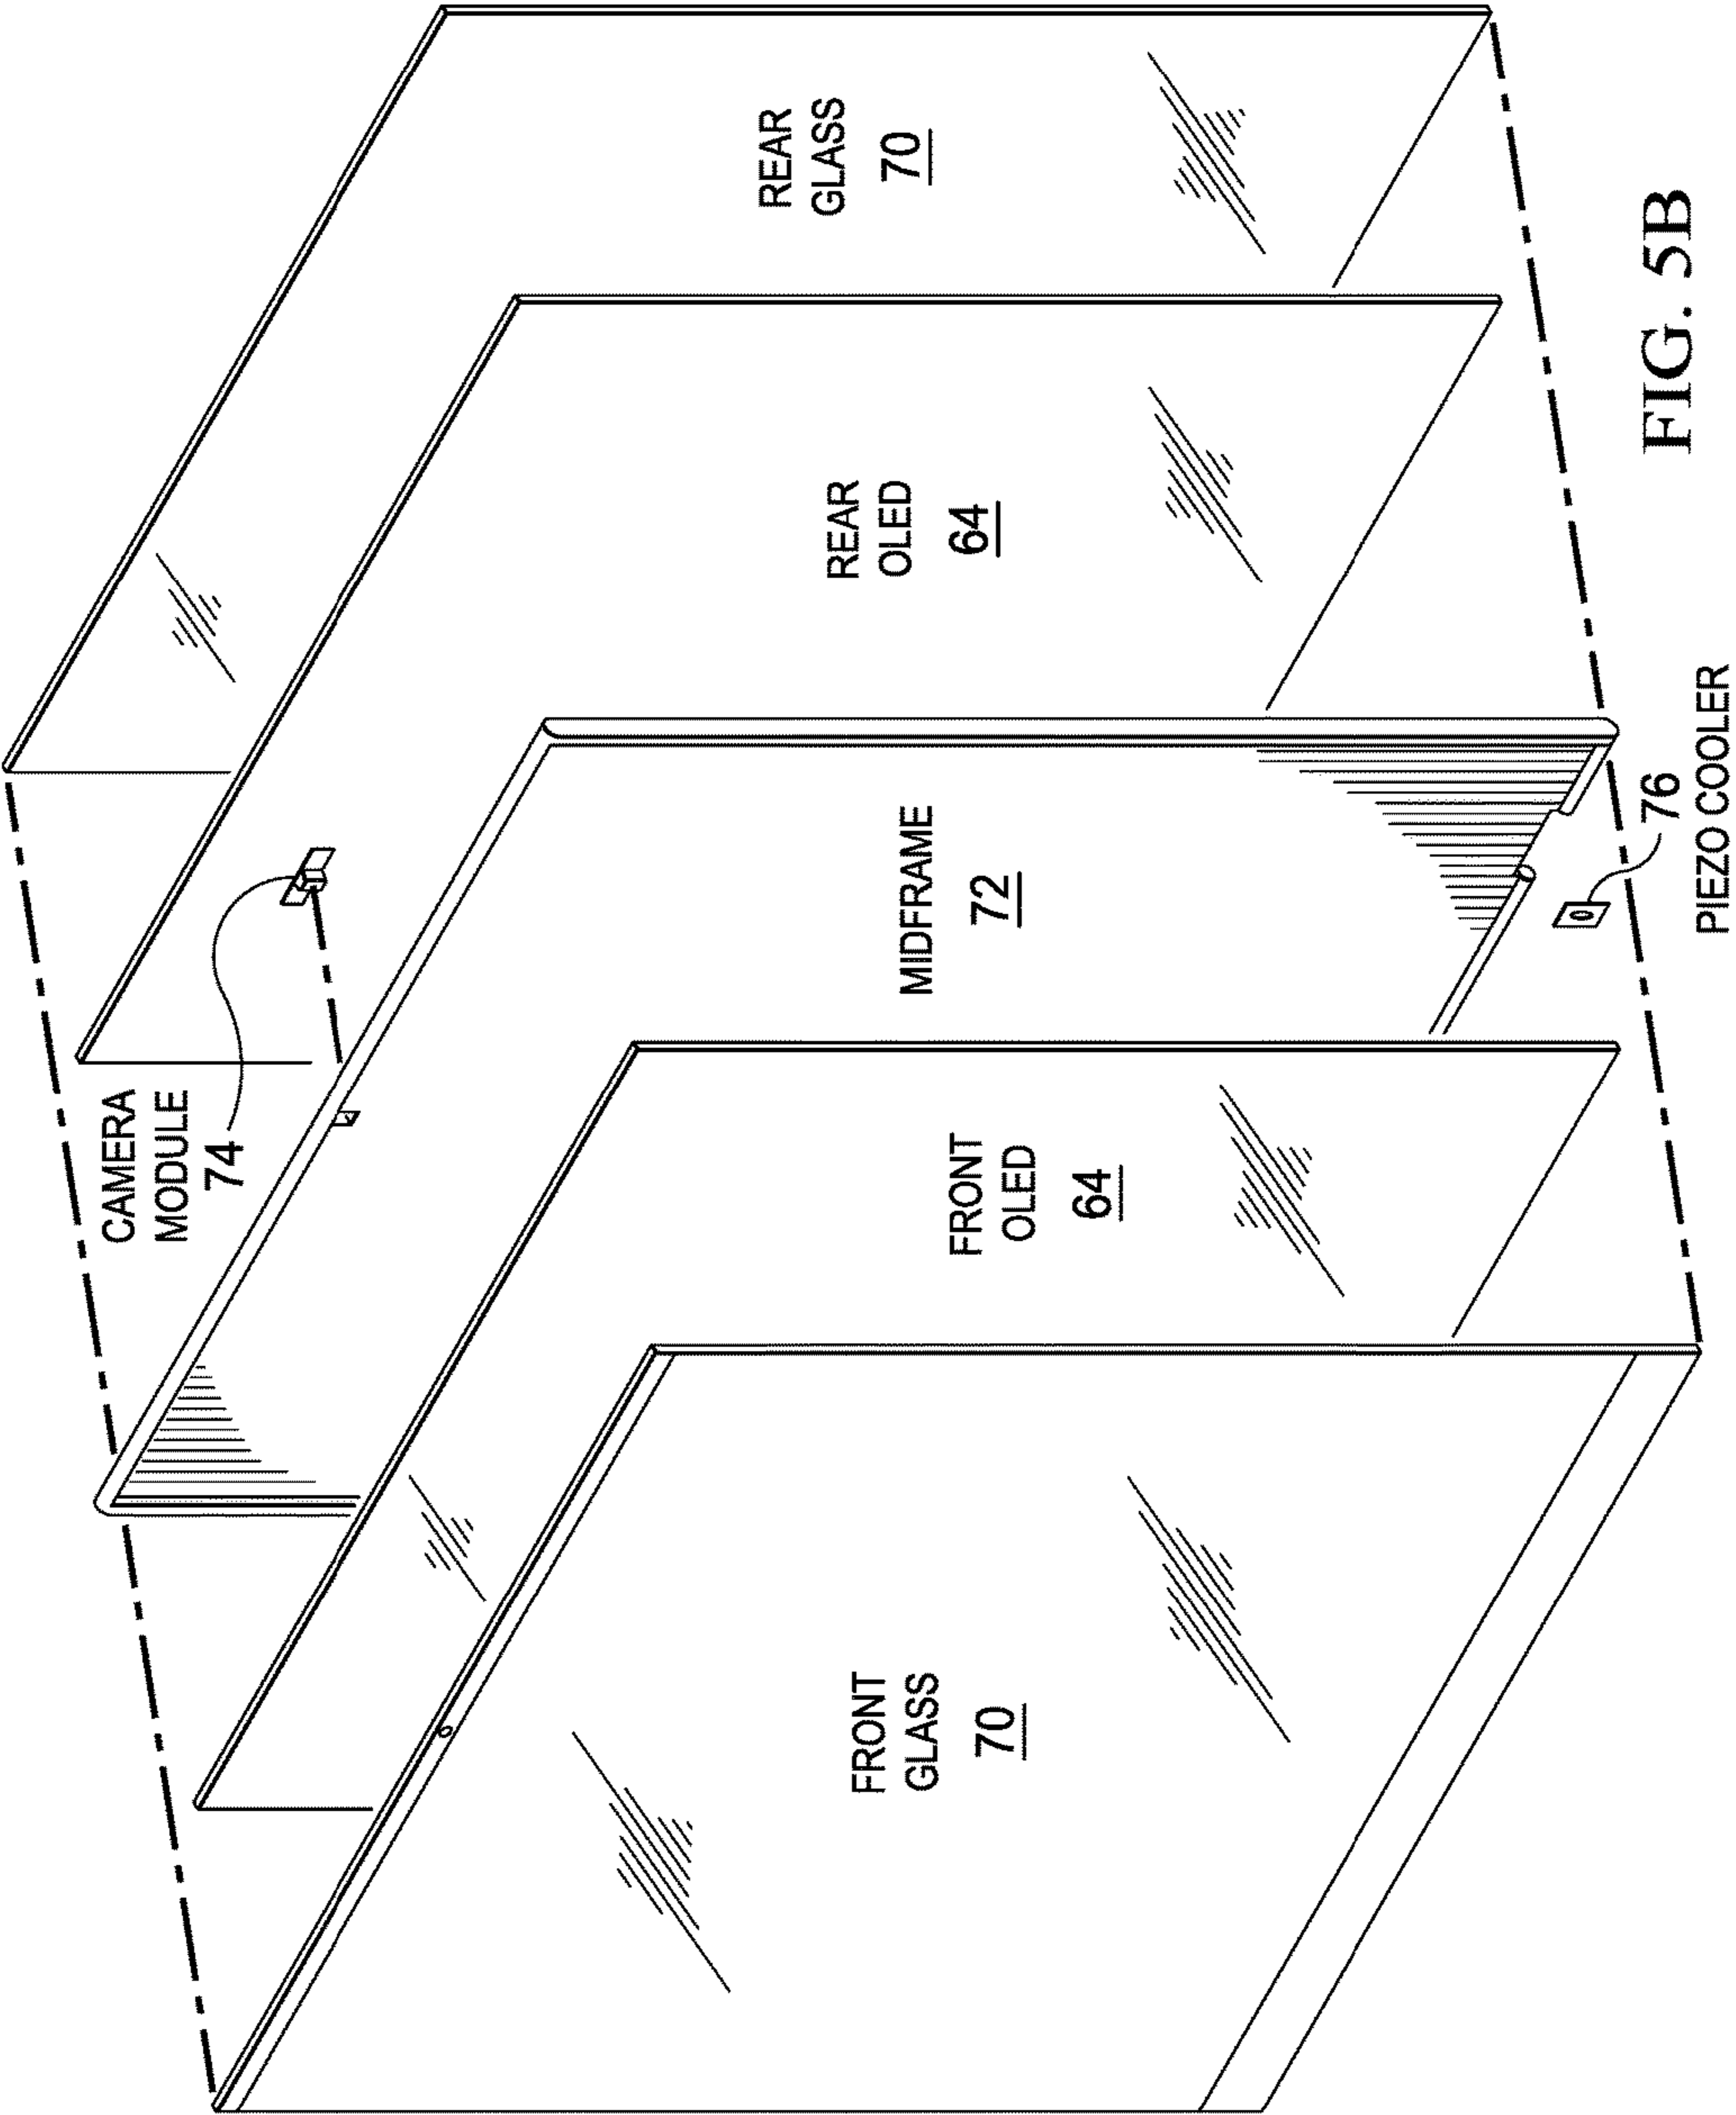 FRONT
GLASS
70
FRONT
OLED
64
CAMERA
MODULE
74
MIDFRAME
72
76
PIEZO COOLER
REAR
OLED
64
REAR
GLASS
70
FIG. 5B